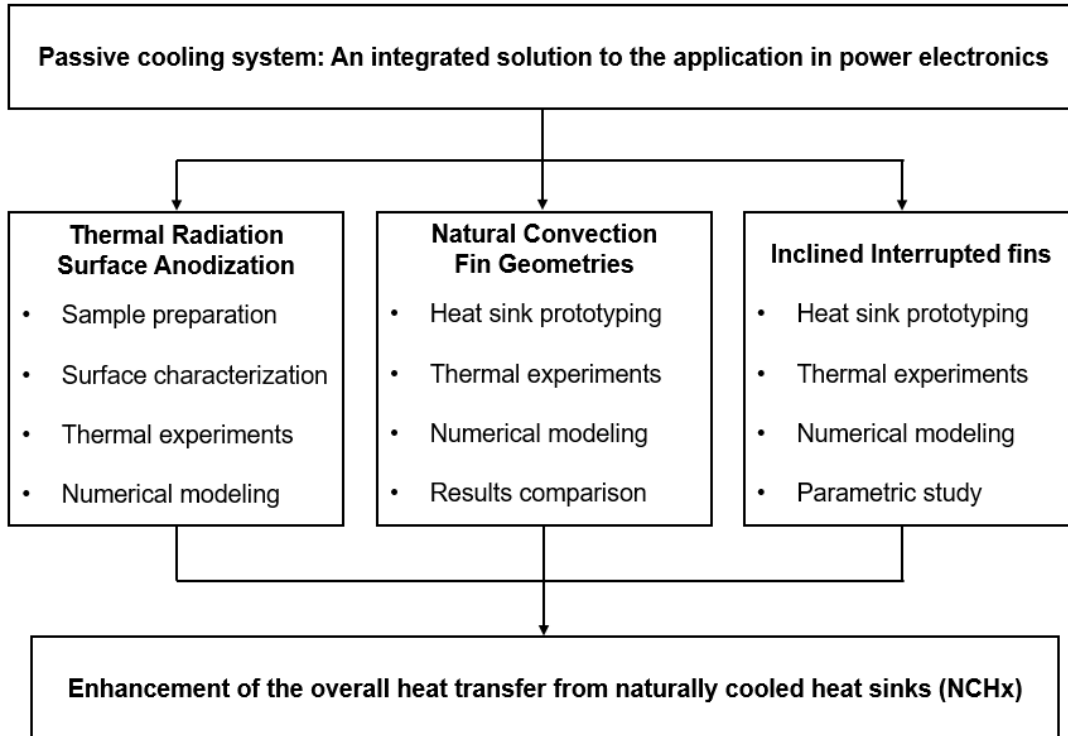 Passive cooling system: An integrated solution to the application in power electronics
Thermal Radiation
Surface Anodization
• Sample preparation
• Surface characterization
• Thermal experiments
• Numerical modeling
Natural Convection
Fin Geometries
• Heat sink prototyping
• Thermal experiments
• Numerical modeling
• Results comparison
Inclined Interrupted fins
• Heat sink prototyping
• Thermal experiments
• Numerical modeling
• Parametric study
Enhancement of the overall heat transfer from naturally cooled heat sinks (NCHx)